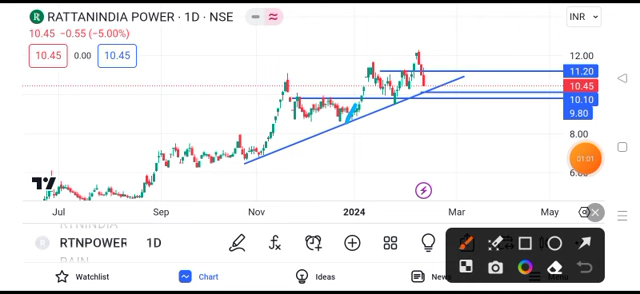 R RATTANINDIA POWER · 1D · NSE
INR
10.45 −0.55 (−5.00%)
10.45 0.00 10.45
12.00
11.20
10.45
10.10
9.80
8.00
01:01
Jul Sep Nov 2024 Mar May
R RTNPOWER 1D
Watchlist Chart Ideas News